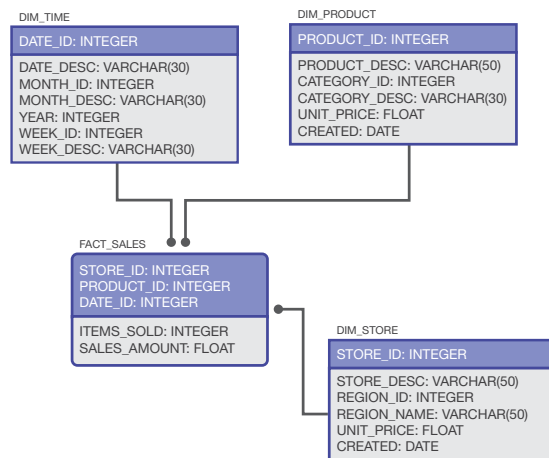 DIM_TIME
DATE_ID: INTEGER
DATE_DESC: VARCHAR(30)
MONTH_ID: INTEGER
MONTH_DESC: VARCHAR(30)
YEAR: INTEGER
WEEK_ID: INTEGER
WEEK_DESC: VARCHAR(30)
DIM_PRODUCT
PRODUCT_ID: INTEGER
PRODUCT_DESC: VARCHAR(50)
CATEGORY_ID: INTEGER
CATEGORY_DESC: VARCHAR(30)
UNIT_PRICE: FLOAT
CREATED: DATE
FACT_SALES
STORE_ID: INTEGER
PRODUCT_ID: INTEGER
DATE_ID: INTEGER
ITEMS_SOLD: INTEGER
SALES_AMOUNT: FLOAT
DIM_STORE
STORE_ID: INTEGER
STORE_DESC: VARCHAR(50)
REGION_ID: INTEGER
REGION_NAME: VARCHAR(50)
UNIT_PRICE: FLOAT
CREATED: DATE